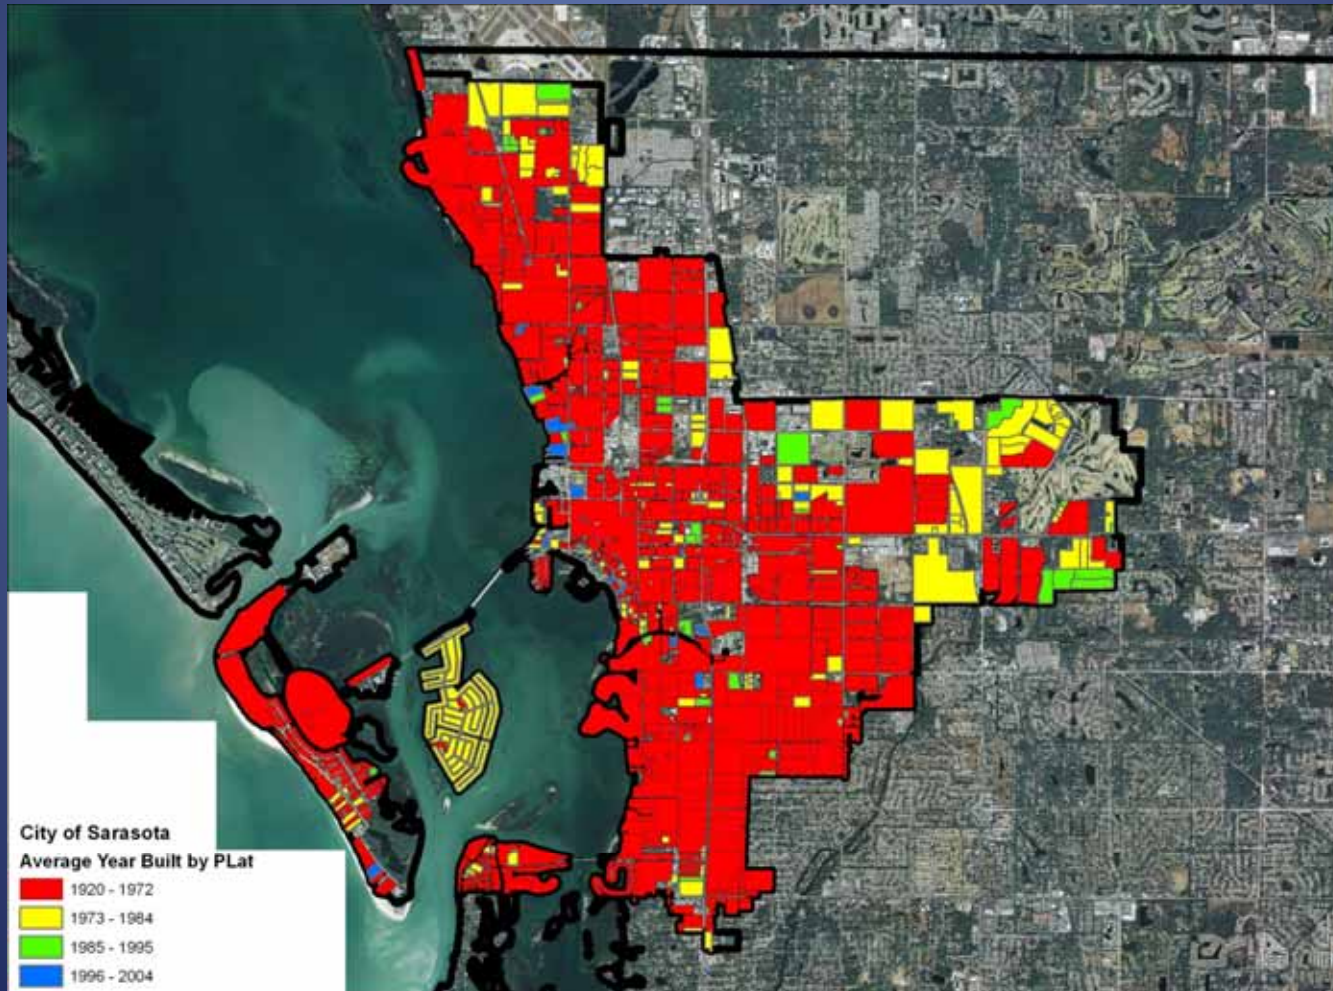 City of Sarasota
Average Year Built by PLat
1920 - 1972
1973 - 1984
1985 - 1995
1996 - 2004